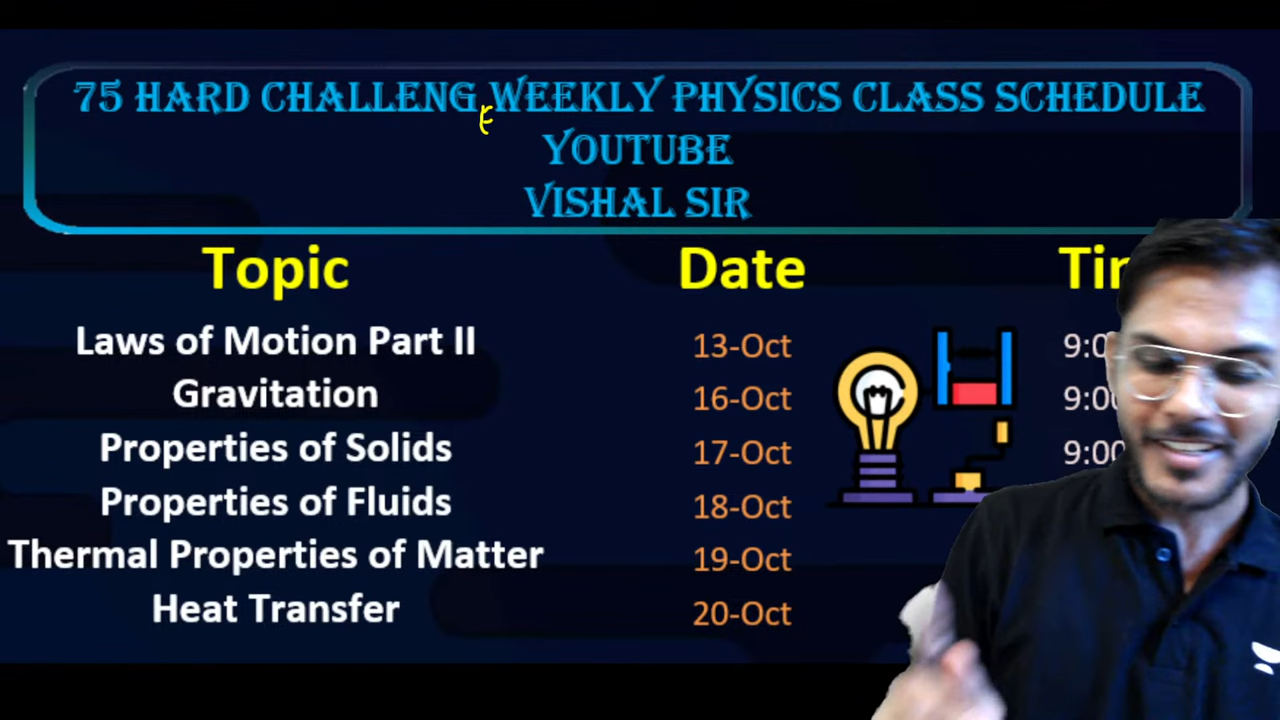 75 HARD CHALLENG E WEEKLY PHYSICS CLASS SCHEDULE
YOUTUBE
VISHAL SIR
Topic Date
Laws of Motion Part II 13-Oct
Gravitation 16-Oct
Properties of Solids 17-Oct 9:00
Properties of Fluids 18-Oct
Thermal Properties of Matter 19-Oct
Heat Transfer 20-Oct